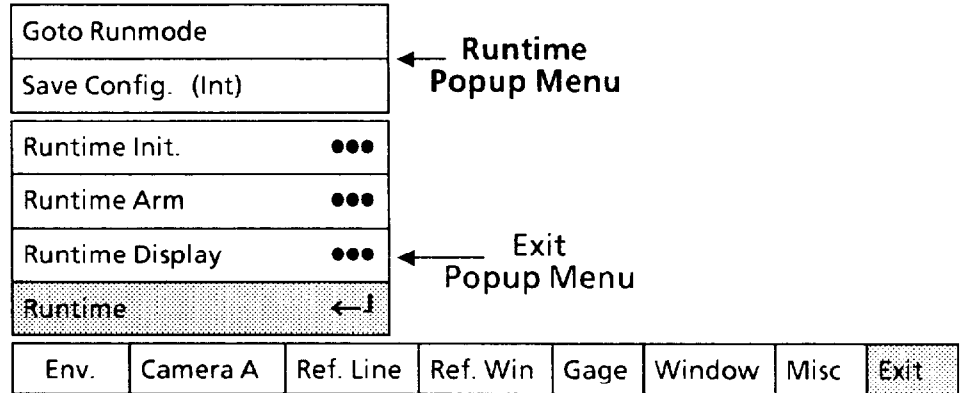 Goto Runmode
Save Config. (Int)
Runtime
Popup Menu
Runtime Init. ●●●
Runtime Arm ●●●
Runtime Display ●●●
Runtime
Exit
Popup Menu
Env. Camera A Ref. Line Ref. Win Gage Window Misc Exit